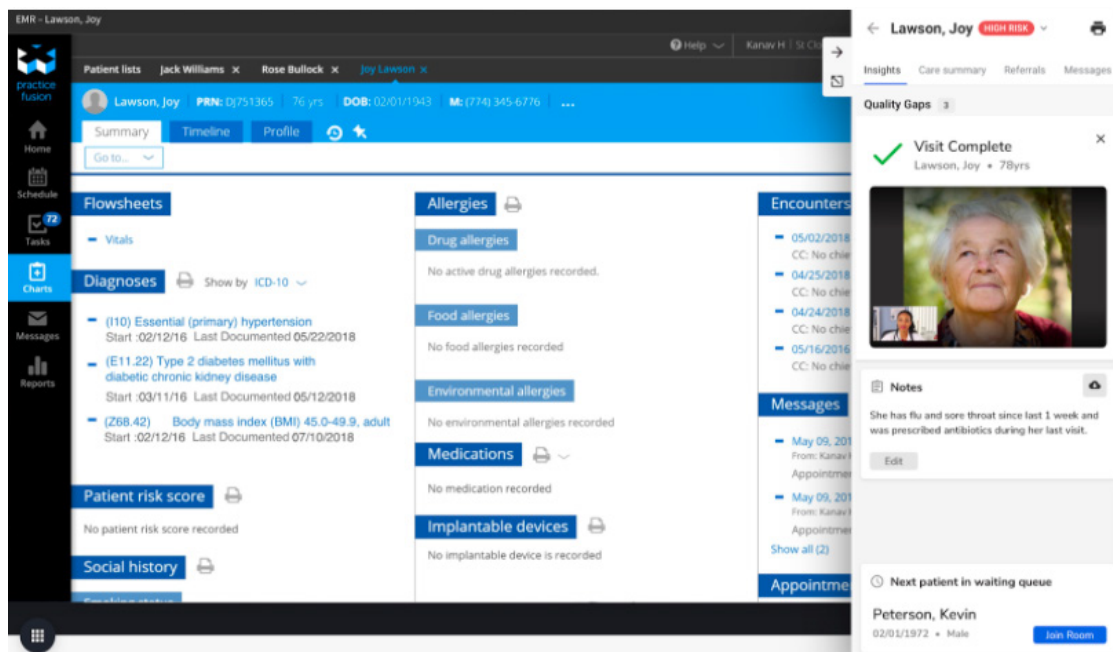 EMR - Lawson, Joy
Help
Kanav H | St Clo
practice
fusion
Home
Schedule
72
Tasks
Charts
Messages
Reports
Patient lists Jack Williams × Rose Bullock × Joy Lawson ×
Lawson, Joy PRN: DJ751365 76 yrs DOB: 02/01/1943 M: (774) 345-6776 ...
Summary Timeline Profile
Go to...
Flowsheets
Vitals
Diagnoses Show by ICD-10
(I10) Essential (primary) hypertension
Start :02/12/16 Last Documented 05/22/2018
(E11.22) Type 2 diabetes mellitus with
diabetic chronic kidney disease
Start :03/11/16 Last Documented 05/12/2018
(Z68.42) Body mass index (BMI) 45.0-49.9, adult
Start :02/12/16 Last Documented 07/10/2018
Patient risk score
No patient risk score recorded
Social history
Smoking status
Allergies
Drug allergies
No active drug allergies recorded.
Food allergies
No food allergies recorded
Environmental allergies
No environmental allergies recorded
Medications
No medication recorded
Implantable devices
No implantable device is recorded
Encounters
05/02/2018
CC: No chie
04/25/2018
CC: No chie
04/24/2018
CC: No chie
05/16/2016
CC: No chie
Messages
May 09, 201
From: Kanav H
Appointmen
May 09, 201
From: Kanav H
Appointmen
Show all (2)
Appointme
Lawson, Joy HIGH RISK
Insights Care summary Referrals Messages
Quality Gaps 3
Visit Complete
Lawson, Joy • 78yrs
Notes
She has flu and sore throat since last 1 week and
was prescribed antibiotics during her last visit.
Edit
Next patient in waiting queue
Peterson, Kevin
02/01/1972 • Male
Join Room